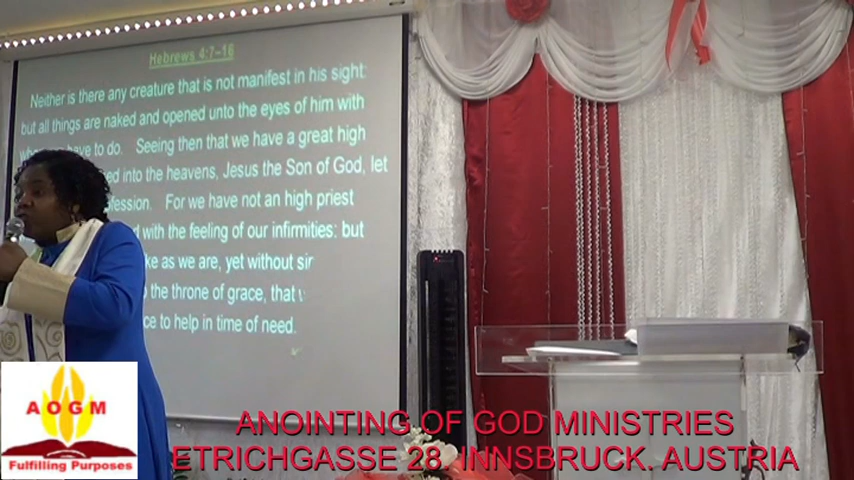 Hebrews 4:7-16
Neither is there any creature that is not manifest in his sight:
but all things are naked and opened unto the eyes of him with
have to do. Seeing then that we have a great high
into the heavens, Jesus the Son of God, let
For we have not an high priest
with the feeling of our infirmities: but
as we are, yet without sin
the throne of grace, that
to help in time of need.
AOGM
Fulfilling Purposes
ANOINTING OF GOD MINISTRIES
ETRICHGASSE 28. INNSBRUCK. AUSTRIA